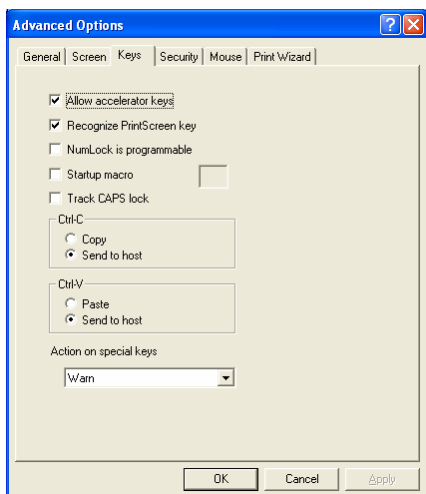 Advanced Options
General Screen Keys Security Mouse Print Wizard
Allow accelerator keys
Recognize PrintScreen key
NumLock is programmable
Startup macro
Track CAPS lock
Ctrl-C
Copy
Send to host
Ctrl-V
Paste
Send to host
Action on special keys
Warn
OK Cancel Apply